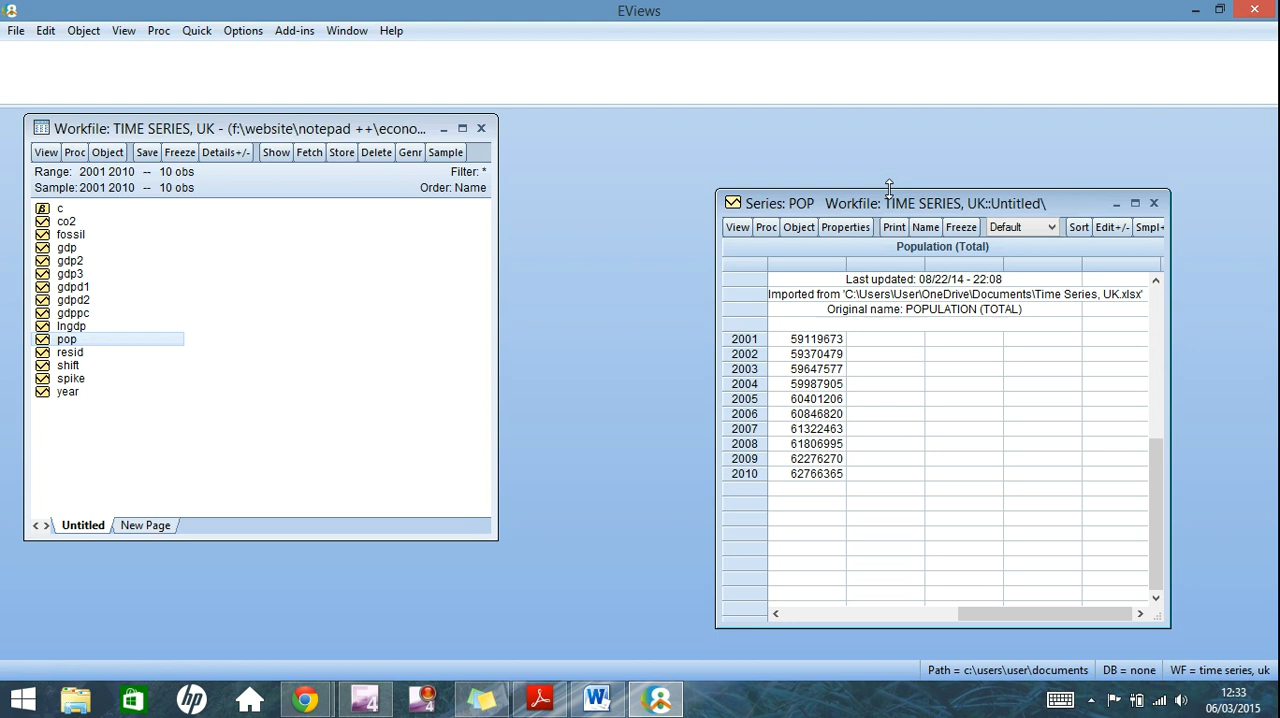 EViews
File Edit Object View Proc Quick Options Add-ins Window Help
Workfile: TIME SERIES, UK - (f:\website\notepad ++\econo...
View Proc Object Save Freeze Details+/- Show Fetch Store Delete Genr Sample
Range: 2001 2010 -- 10 obs Filter: *
Sample: 2001 2010 -- 10 obs Order: Name
c
co2
fossil
gdp
gdp2
gdp3
gdpd1
gdpd2
gdppc
lngdp
pop
resid
shift
spike
year
Untitled New Page
Series: POP Workfile: TIME SERIES, UK::Untitled\
View Proc Object Properties Print Name Freeze Default Sort Edit+/- Smpl+
Population (Total)
Last updated: 08/22/14 - 22:08
Imported from 'C:\Users\User\OneDrive\Documents\Time Series, UK.xlsx'
Original name: POPULATION (TOTAL)
2001 59119673
2002 59370479
2003 59647577
2004 59987905
2005 60401206
2006 60846820
2007 61322463
2008 61806995
2009 62276270
2010 62766365
Path = c:\users\user\documents DB = none WF = time series, uk
hp 4 4 W
12:33
06/03/2015